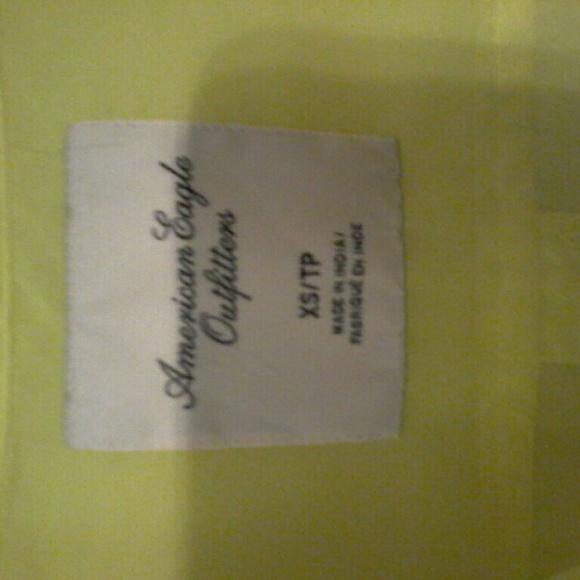 American Eagle
Outfitters
XS/TP
MADE IN INDIA/
FABRIQUÉ EN INDE